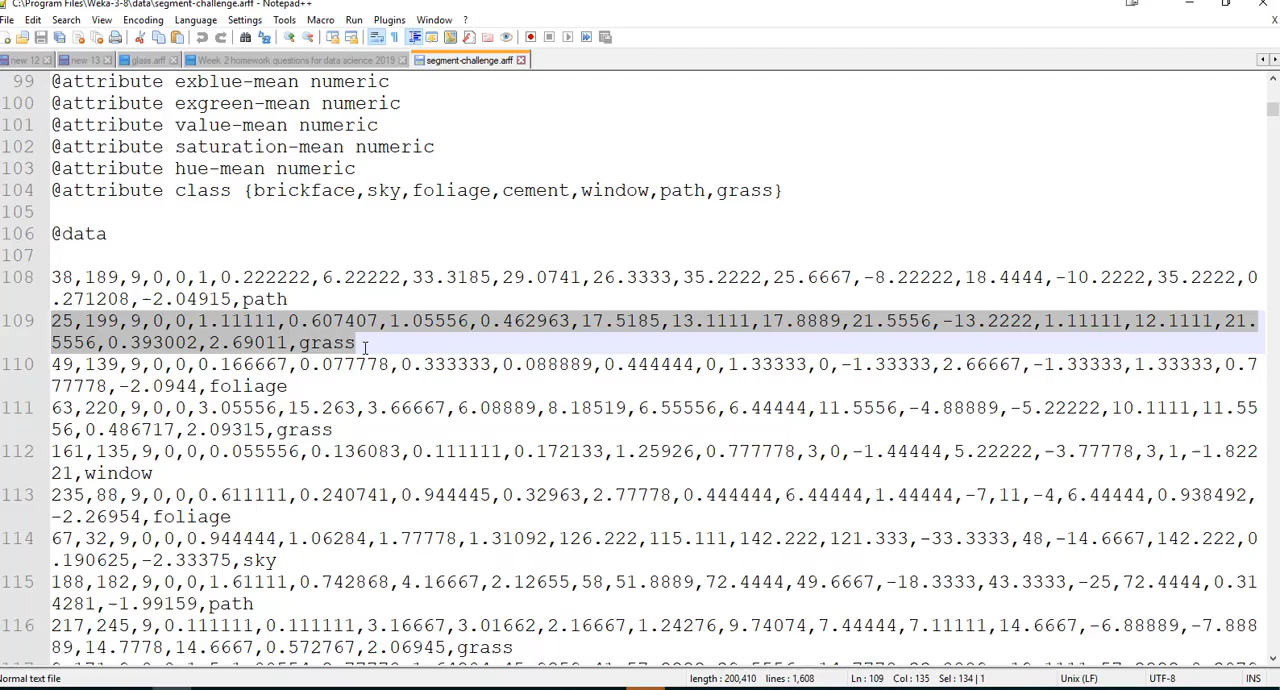 C:\Program Files\Weka-3-8\data\segment-challenge.arff - Notepad++
File Edit Search View Encoding Language Settings Tools Macro Run Plugins Window ?
X
new 12 new 13 glass.arff Week 2 homework questions for data science 2019 segment-challenge.arff
99 @attribute exblue-mean numeric
100 @attribute exgreen-mean numeric
101 @attribute value-mean numeric
102 @attribute saturation-mean numeric
103 @attribute hue-mean numeric
104 @attribute class {brickface,sky,foliage,cement,window,path,grass}
105
106 @data
107
108 38,189,9,0,0,1,0.222222,6.22222,33.3185,29.0741,26.3333,35.2222,25.6667,-8.22222,18.4444,-10.2222,35.2222,0
.271208,-2.04915,path
109 25,199,9,0,0,1.11111,0.607407,1.05556,0.462963,17.5185,13.1111,17.8889,21.5556,-13.2222,1.11111,12.1111,21.
5556,0.393002,2.69011,grass
110 49,139,9,0,0,0.166667,0.077778,0.333333,0.088889,0.444444,0,1.33333,0,-1.33333,2.66667,-1.33333,1.33333,0.7
77778,-2.0944,foliage
111 63,220,9,0,0,3.05556,15.263,3.66667,6.08889,8.18519,6.55556,6.44444,11.5556,-4.88889,-5.22222,10.1111,11.55
56,0.486717,2.09315,grass
112 161,135,9,0,0,0.055556,0.136083,0.111111,0.172133,1.25926,0.777778,3,0,-1.44444,5.22222,-3.77778,3,1,-1.822
21,window
113 235,88,9,0,0,0.611111,0.240741,0.944445,0.32963,2.77778,0.444444,6.44444,1.44444,-7,11,-4,6.44444,0.938492,
-2.26954,foliage
114 67,32,9,0,0,0.944444,1.06284,1.77778,1.31092,126.222,115.111,142.222,121.333,-33.3333,48,-14.6667,142.222,0
.190625,-2.33375,sky
115 188,182,9,0,0,1.61111,0.742868,4.16667,2.12655,58,51.8889,72.4444,49.6667,-18.3333,43.3333,-25,72.4444,0.31
4281,-1.99159,path
116 217,245,9,0.111111,0.111111,3.16667,3.01662,2.16667,1.24276,9.74074,7.44444,7.11111,14.6667,-6.88889,-7.888
89,14.7778,14.6667,0.572767,2.06945,grass
Normal text file length : 200,410 lines : 1,608 Ln : 109 Col : 135 Sel : 134 | 1 Unix (LF) UTF-8 INS